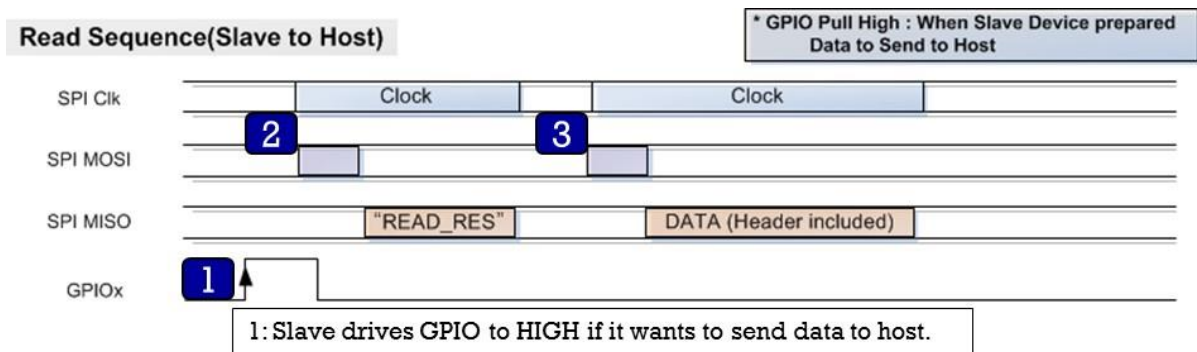 Read Sequence(Slave to Host)
* GPIO Pull High : When Slave Device prepared
Data to Send to Host
SPI Clk
Clock
Clock
2
3
SPI MOSI
SPI MISO
"READ_RES"
DATA (Header included)
1
GPIOx
1: Slave drives GPIO to HIGH if it wants to send data to host.